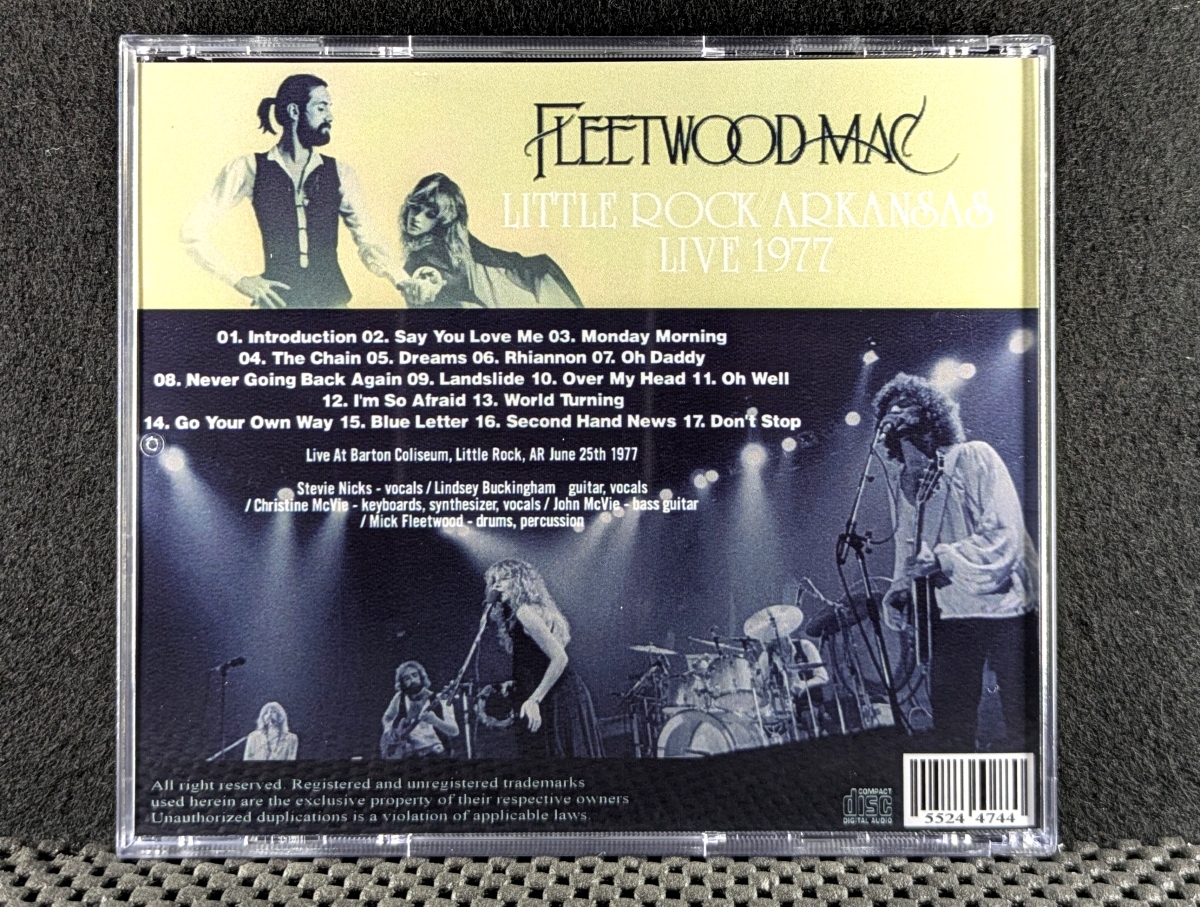 FLEETWOOD MAC
LITTLE ROCK ARKANSAS
LIVE 1977
01. Introduction 02. Say You Love Me 03. Monday Morning
04. The Chain 05. Dreams 06. Rhiannon 07. Oh Daddy
08. Never Going Back Again 09. Landslide 10. Over My Head 11. Oh Well
12. I'm So Afraid 13. World Turning
14. Go Your Own Way 15. Blue Letter 16. Second Hand News 17. Don't Stop
Live At Barton Coliseum, Little Rock, AR June 25th 1977
Stevie Nicks - vocals / Lindsey Buckingham guitar, vocals
/ Christine McVie - keyboards, synthesizer, vocals / John McVie - bass guitar
/ Mick Fleetwood - drums, percussion
All right reserved. Registered and unregistered trademarks
used herein are the exclusive property of their respective owners
Unauthorized duplications is a violation of applicable laws.
COMPACT
disc
DIGITAL AUDIO
5524 4744